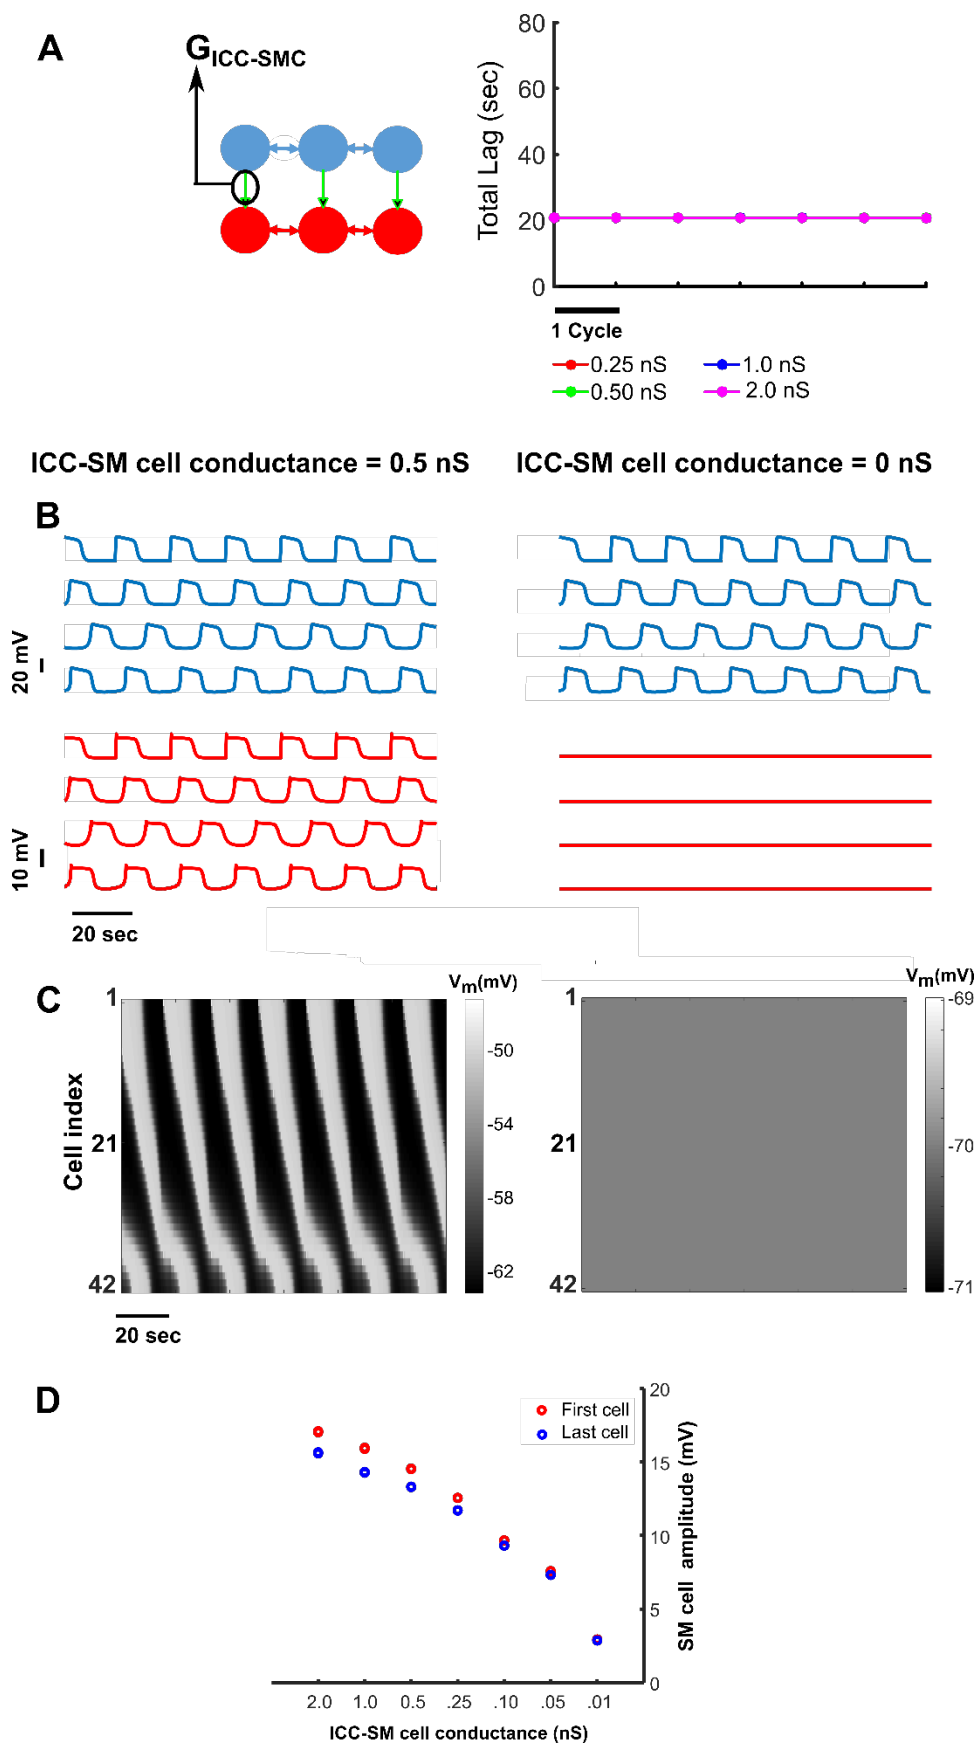 A
G ICC-SMC
Total Lag (sec)
80
60
40
20
0
1 Cycle
0.25 nS
1.0 nS
0.50 nS
2.0 nS
ICC-SM cell conductance = 0.5 nS
ICC-SM cell conductance = 0 nS
B
20 mV
10 mV
20 sec
C
Cell index
1
21
42
Vm(mV)
-50
-54
-58
-62
20 sec
1
21
42
Vm(mV)
-69
-70
-71
D
First cell
Last cell
20
15
10
5
0
SM cell amplitude (mV)
2.0 1.0 0.5 .25 .10 .05 .01
ICC-SM cell conductance (nS)